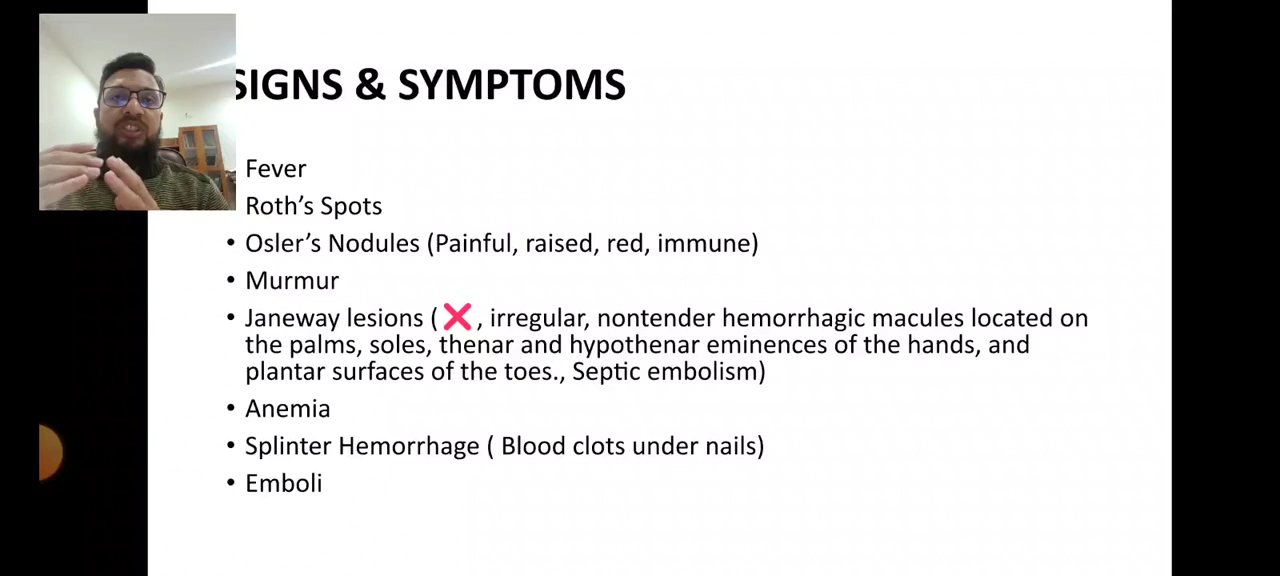 SIGNS & SYMPTOMS
Fever
Roth's Spots
• Osler's Nodules (Painful, raised, red, immune)
• Murmur
• Janeway lesions ( ❌ , irregular, nontender hemorrhagic macules located on
the palms, soles, thenar and hypothenar eminences of the hands, and
plantar surfaces of the toes., Septic embolism)
• Anemia
• Splinter Hemorrhage ( Blood clots under nails)
• Emboli